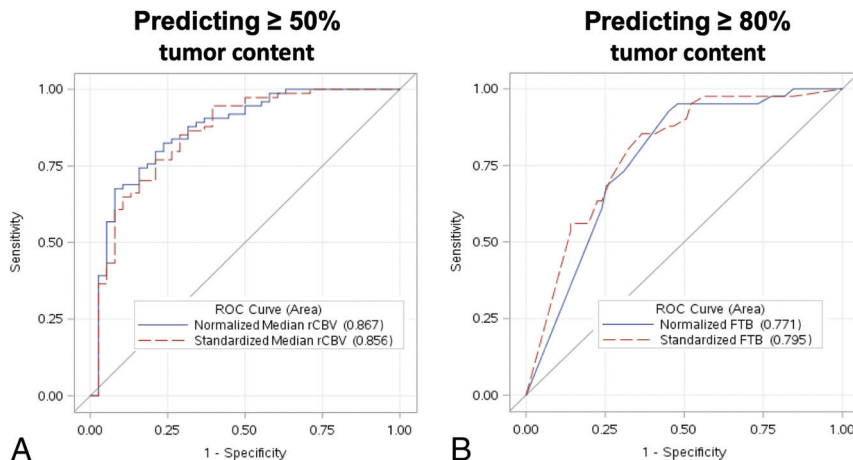 Predicting ≥ 50%
tumor content
1.00
0.75
0.50
0.25
0.00
Sensitivity
ROC Curve (Area)
Normalized Median rCBV (0.867)
Standardized Median rCBV (0.856)
0.00 0.25 0.50 0.75 1.00
1 - Specificity
A
Predicting ≥ 80%
tumor content
1.00
0.75
0.50
0.25
0.00
Sensitivity
ROC Curve (Area)
Normalized FTB (0.771)
Standardized FTB (0.795)
0.00 0.25 0.50 0.75 1.00
1 - Specificity
B